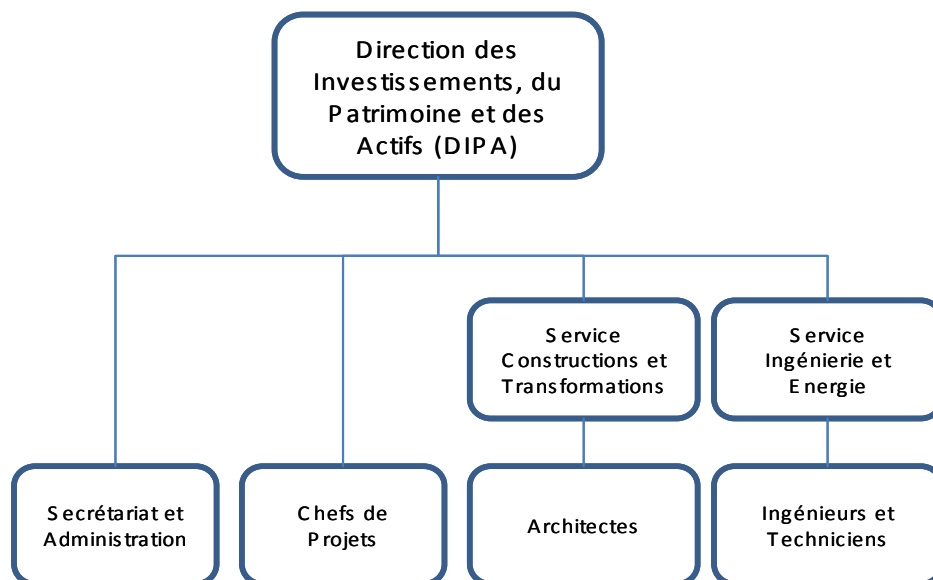 Direction des
Investissements, du
Patrimoine et des
Actifs (DIPA)
Service
Constructions et
Transformations
Service
Ingénierie et
Energie
Secrétariat et
Administration
Chefs de
Projets
Architectes
Ingénieurs et
Techniciens